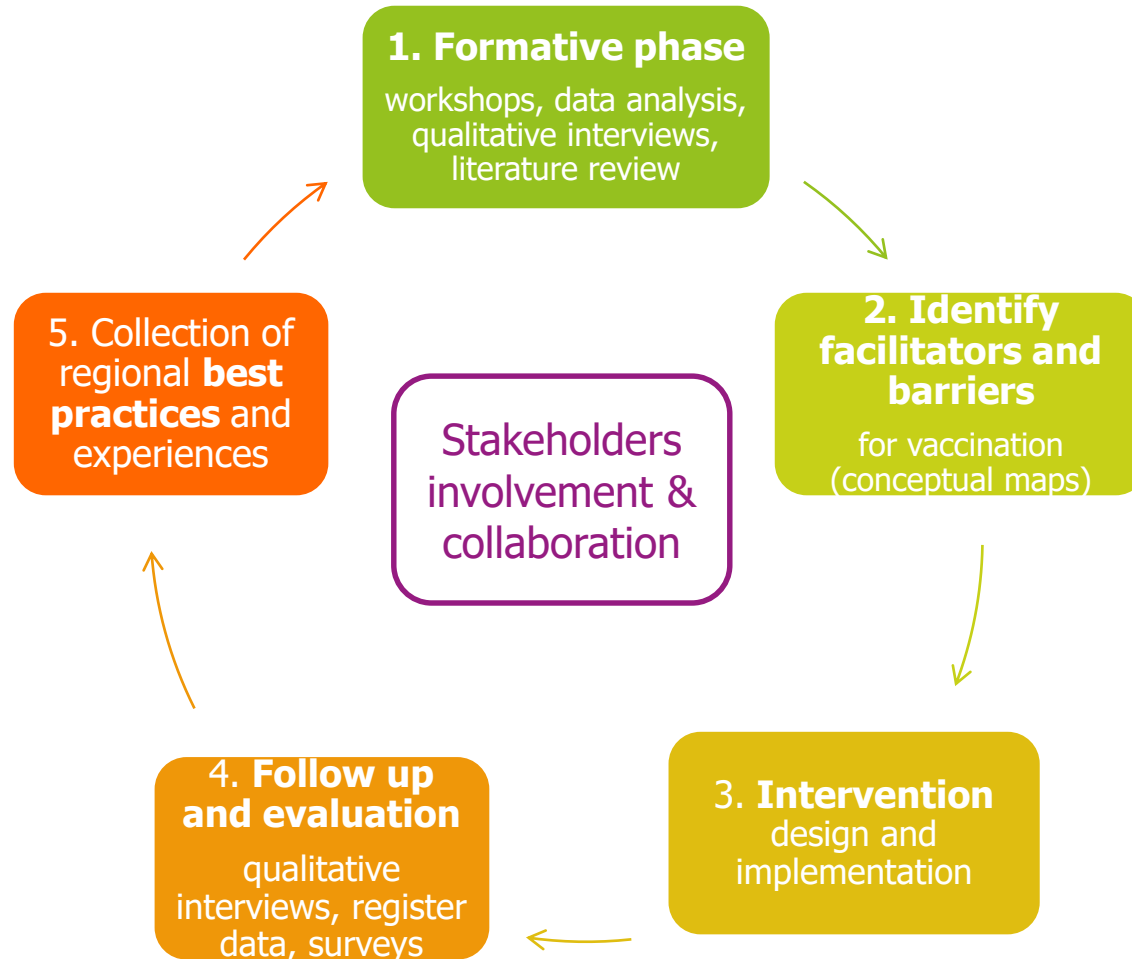 1. Formative phase
workshops, data analysis,
qualitative interviews,
literature review
2. Identify
facilitators and
barriers
for vaccination
(conceptual maps)
3. Intervention
design and
implementation
4. Follow up
and evaluation
qualitative
interviews, register
data, surveys
5. Collection of
regional best
practices and
experiences
Stakeholders
involvement &
collaboration